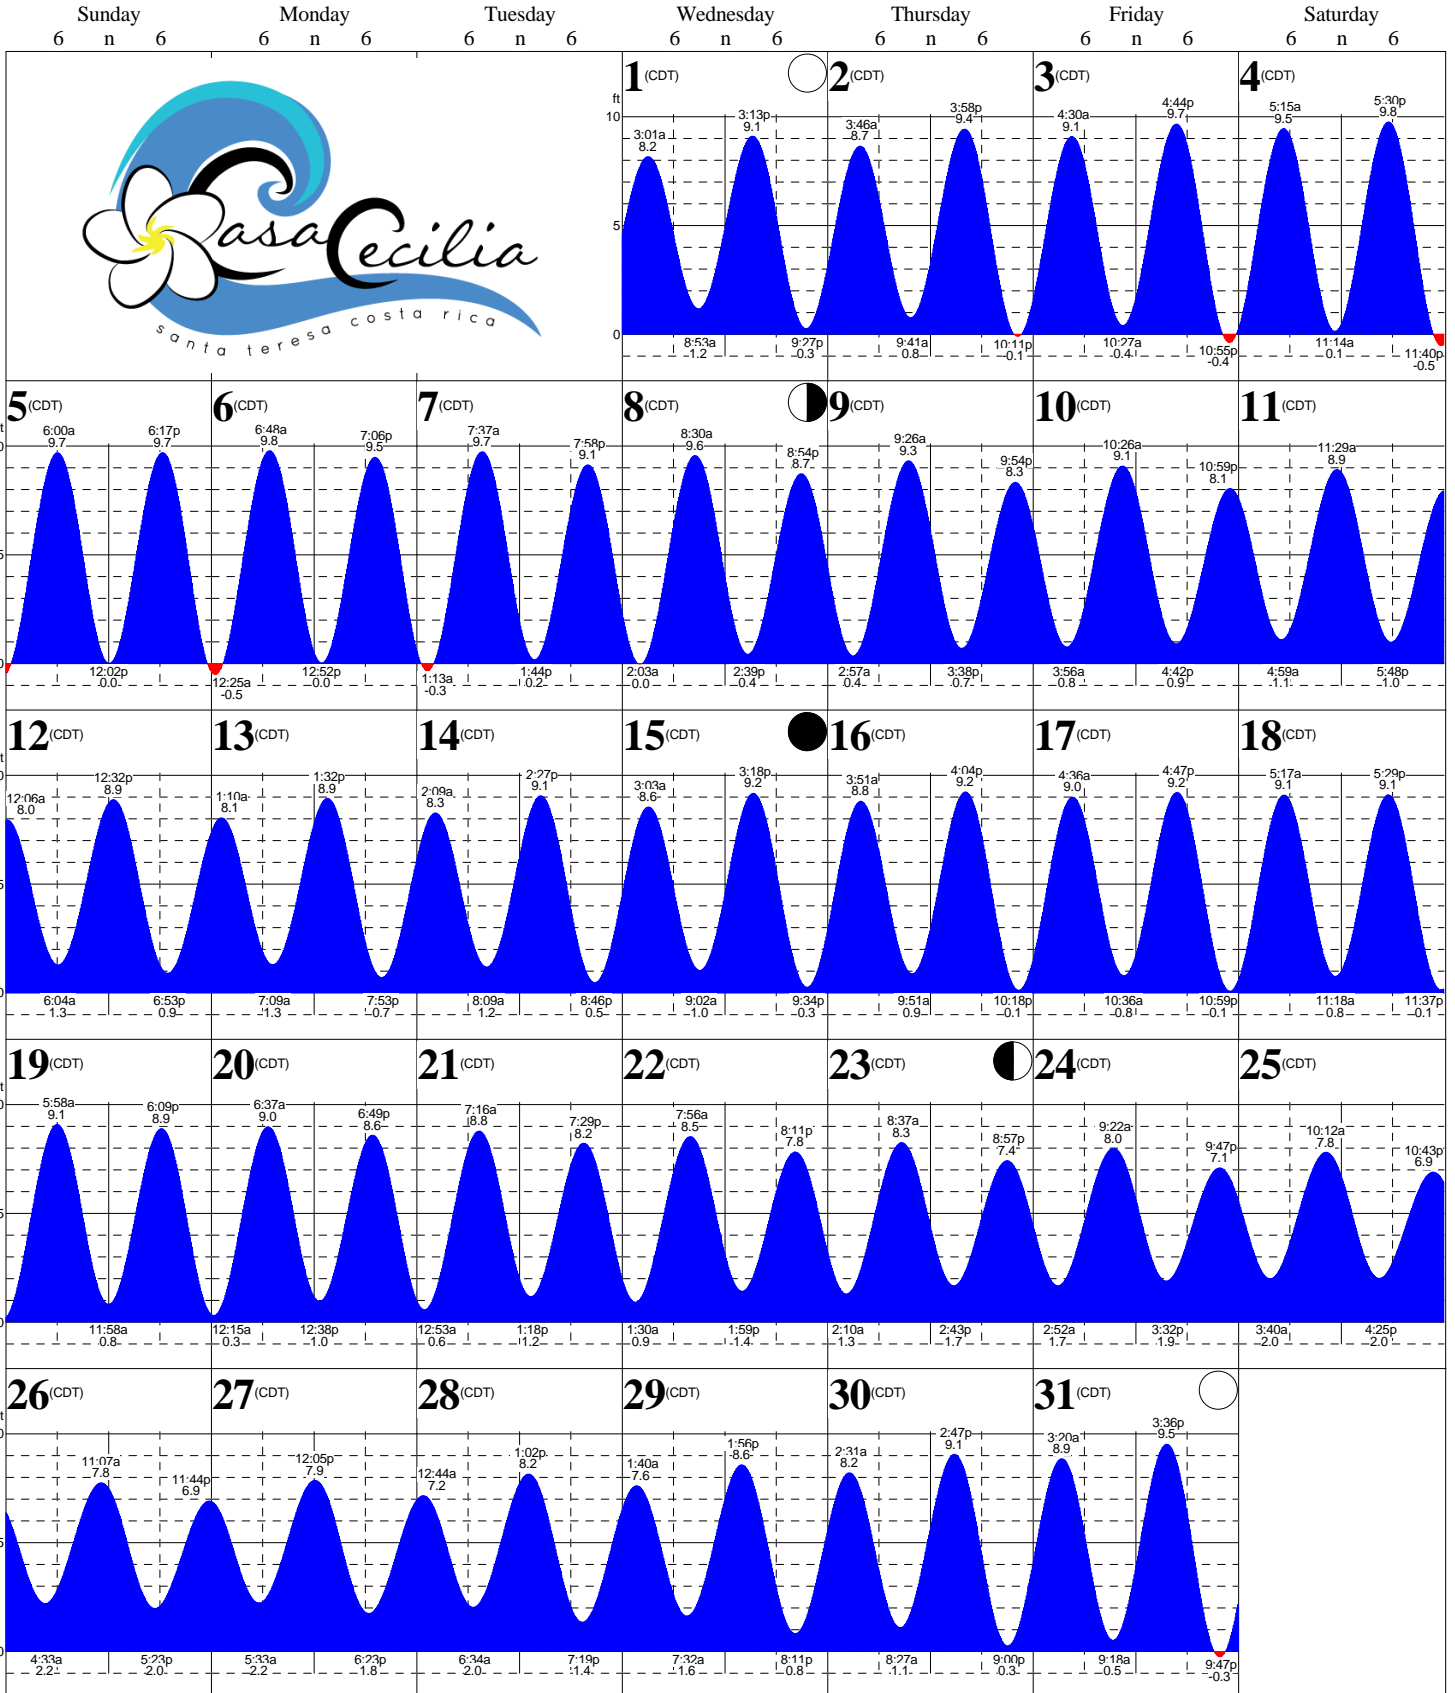 Sunday Monday Tuesday Wednesday Thursday Friday Saturday
6 n 6 6 n 6 6 n 6 6 n 6 6 n 6 6 n 6 6 n 6
Casa Cecilia
santa teresa costa rica
1 (CDT) 2 (CDT) 3 (CDT) 4 (CDT)
ft
10
5
0
3:01a 3:13p 3:46a 3:58p 4:30a 4:44p 5:15a 5:30p
8.2 9.1 8.7 9.4 9.1 9.7 9.5 9.8
8:53a 9:27p 9:41a 10:11p 10:27a 10:55p 11:14a 11:40p
1.2 0.3 0.8 -0.1 0.4 -0.4 0.1 -0.5
5 (CDT) 6 (CDT) 7 (CDT) 8 (CDT) 9 (CDT) 10 (CDT) 11 (CDT)
6:00a 6:17p 6:48a 7:06p 7:37a 7:58p 8:30a 8:54p 9:26a 9:54p 10:26a 10:59p 11:29a
9.7 9.7 9.8 9.5 9.7 9.1 9.6 8.7 9.3 8.3 9.1 8.1 8.9
12:02p 12:25a 12:52p 1:13a 1:44p 2:03a 2:39p 2:57a 3:38p 3:56a 4:42p 4:59a 5:48p
0.0 -0.5 0.0 -0.3 0.2 0.0 0.4 0.4 0.7 0.8 0.9 1.1 1.0
12 (CDT) 13 (CDT) 14 (CDT) 15 (CDT) 16 (CDT) 17 (CDT) 18 (CDT)
12:06a 12:32p 1:10a 1:32p 2:09a 2:27p 3:03a 3:18p 3:51a 4:04p 4:36a 4:47p 5:17a 5:29p
8.0 8.9 8.1 8.9 8.3 9.1 8.6 9.2 8.8 9.2 9.0 9.2 9.1 9.1
6:04a 6:53p 7:09a 7:53p 8:09a 8:46p 9:02a 9:34p 9:51a 10:18p 10:36a 10:59p 11:18a 11:37p
1.3 0.9 1.3 0.7 1.2 0.5 1.0 0.3 0.9 0.1 0.8 0.1 0.8 0.1
19 (CDT) 20 (CDT) 21 (CDT) 22 (CDT) 23 (CDT) 24 (CDT) 25 (CDT)
5:58a 6:09p 6:37a 6:49p 7:16a 7:29p 7:56a 8:11p 8:37a 8:57p 9:22a 9:47p 10:12a 10:43p
9.1 8.9 9.0 8.6 8.8 8.2 8.5 7.8 8.3 7.4 8.0 7.1 7.8 6.9
11:58a 12:15a 12:38p 12:53a 1:18p 1:30a 1:59p 2:10a 2:43p 2:52a 3:32p 3:40a 4:25p
0.8 0.3 1.0 0.6 1.2 0.9 1.4 1.3 1.7 1.7 1.9 2.0 2.0
26 (CDT) 27 (CDT) 28 (CDT) 29 (CDT) 30 (CDT) 31 (CDT)
11:07a 11:44p 12:05p 12:44a 1:02p 1:40a 1:56p 2:31a 2:47p 3:20a 3:36p
7.8 6.9 7.9 7.2 8.2 7.6 8.6 8.2 9.1 8.9 9.5
4:33a 5:23p 5:33a 6:23p 6:34a 7:19p 7:32a 8:11p 8:27a 9:00p 9:18a 9:47p
2.2 2.0 2.2 1.8 2.0 1.4 1.6 0.8 1.1 0.3 0.5 -0.3